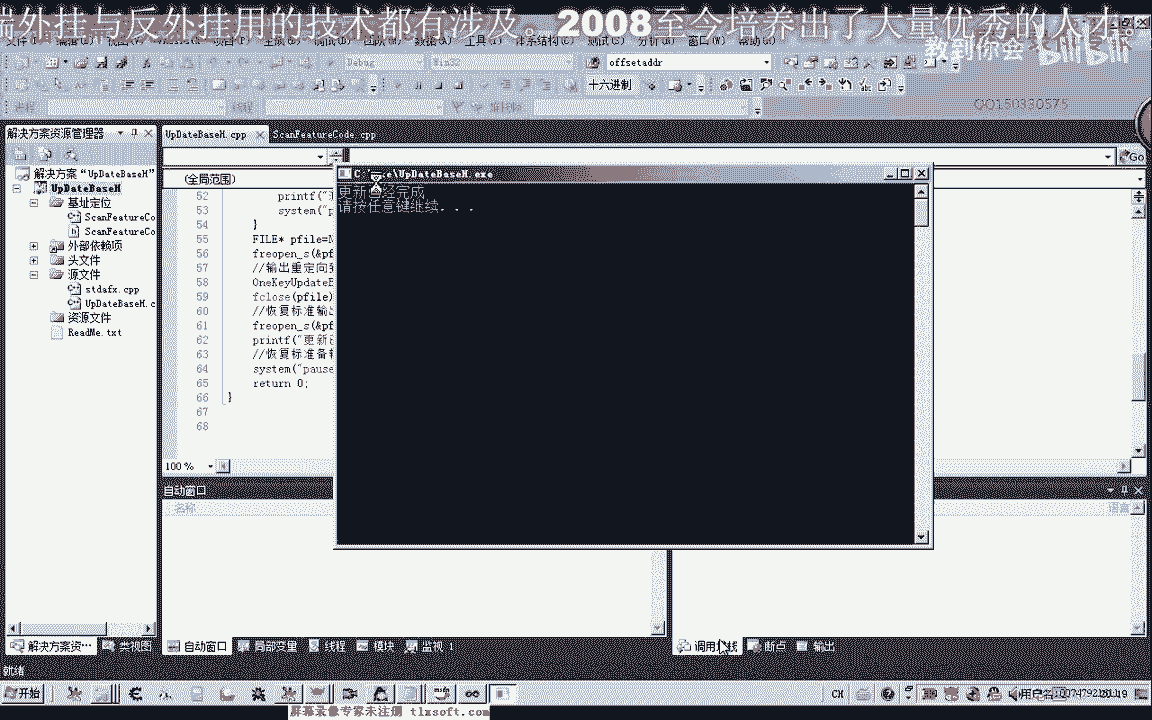 端外挂与反外挂用的技术都有涉及。2008至今培养出了大量优秀的人才。
教到你会 bilibili
Debug Win32 offsetaddr
十六进制
QQ150330575
解决方案资源管理器
UpDateBaseM.cpp ScanFeatureCode.cpp
Go
(全局范围)
解决方案“UpDateBaseM”
UpDateBaseM
基址定位
ScanFeatureCo
ScanFeatureCo
外部依赖项
头文件
源文件
stdafx.cpp
UpDateBaseM.c
资源文件
ReadMe.txt
52 printf("
53 system("p
54 }
55 FILE* pfile=N
56 freopen_s(&pf
57 //输出重定向到
58 OneKeyUpdateB
59 fclose(pfile)
60 //恢复标准输出
61 freopen_s(&pf
62 printf("更新
63 //恢复标准备输
64 system("pause
65 return 0;
66 }
67
68
UpDateBaseM.exe
更新 完成
请按任意键继续. . .
100 %
自动窗口
名称
语言
解决方案资… 类视图
自动窗口 局部变量 线程 模块 监视 1
调用 栈 断点 输出
就绪
开始
CH
屏幕录像专家未注册 tlxsoft.com